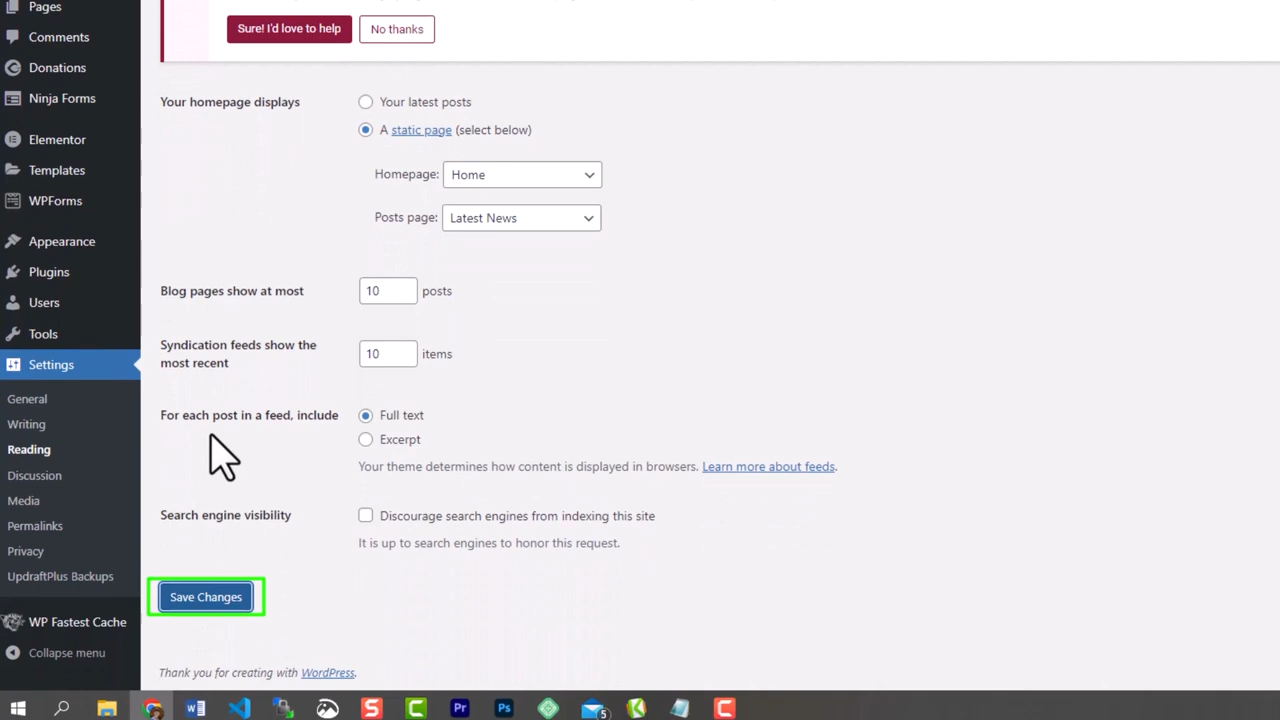 Pages
Comments
Donations
Ninja Forms
Elementor
Templates
WPForms
Appearance
Plugins
Users
Tools
Settings
General
Writing
Reading
Discussion
Media
Permalinks
Privacy
UpdraftPlus Backups
WP Fastest Cache
Collapse menu
Sure! I'd love to help No thanks
Your homepage displays Your latest posts
A static page (select below)
Homepage: Home
Posts page: Latest News
Blog pages show at most 10 posts
Syndication feeds show the
most recent 10 items
For each post in a feed, include Full text
Excerpt
Your theme determines how content is displayed in browsers. Learn more about feeds.
Search engine visibility Discourage search engines from indexing this site
It is up to search engines to honor this request.
Save Changes
Thank you for creating with WordPress.
W S C Pr Ps 5 K C